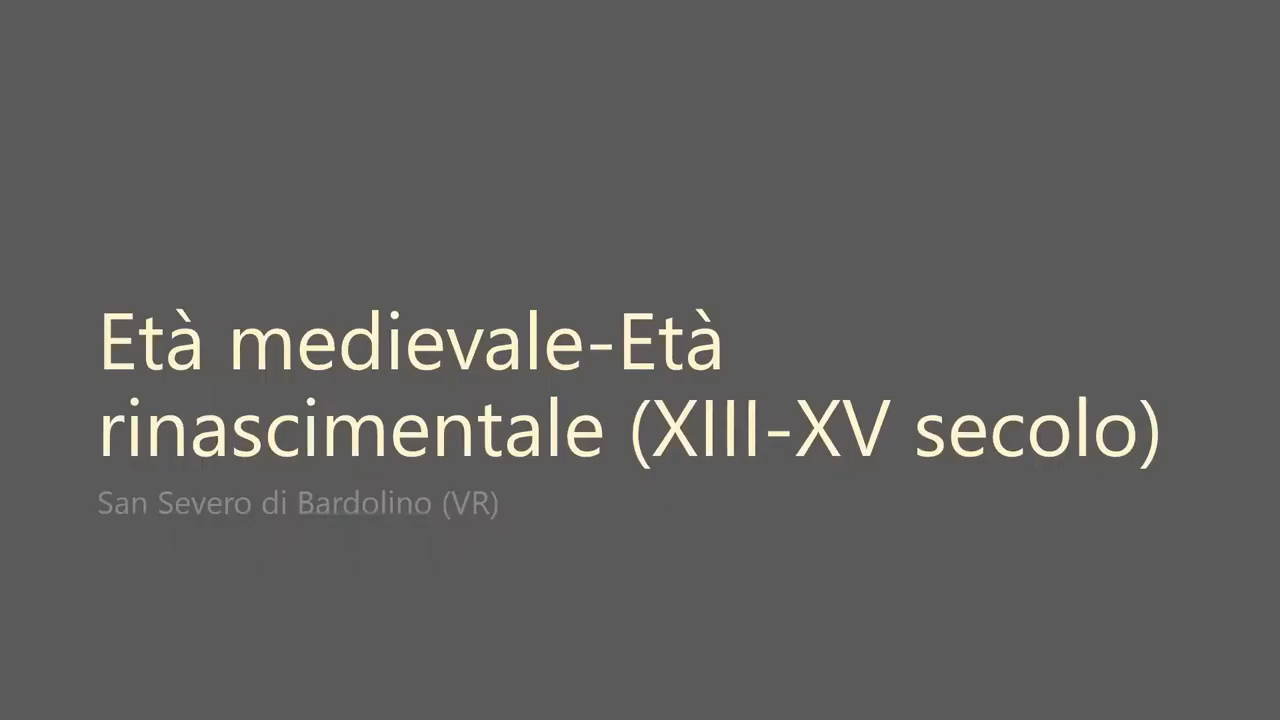 Età medievale-Età
rinascimentale (XIII-XV secolo)
San Severo di Bardolino (VR)